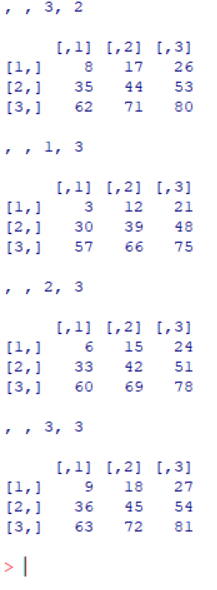 , , 3, 2
     [,1] [,2] [,3]
[1,]    8   17   26
[2,]   35   44   53
[3,]   62   71   80
, , 1, 3
     [,1] [,2] [,3]
[1,]    3   12   21
[2,]   30   39   48
[3,]   57   66   75
, , 2, 3
     [,1] [,2] [,3]
[1,]    6   15   24
[2,]   33   42   51
[3,]   60   69   78
, , 3, 3
     [,1] [,2] [,3]
[1,]    9   18   27
[2,]   36   45   54
[3,]   63   72   81
>